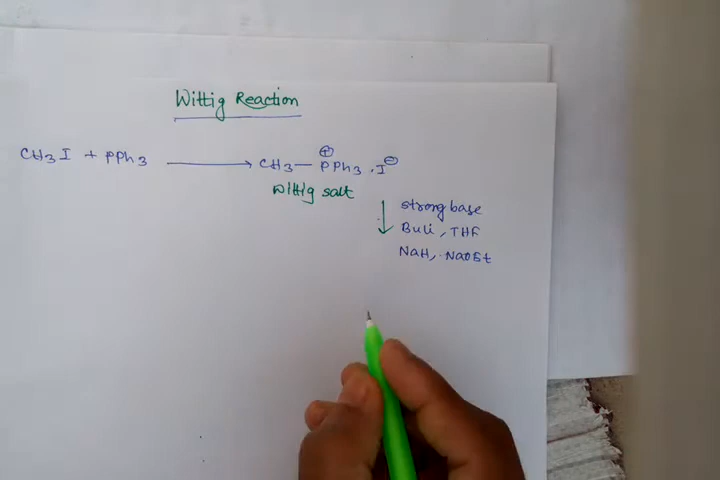 Wittig Reaction
CH3I + PPh3 ⟶ CH3—P⊕Ph3 . I⊖
Wittig salt
strong base
Buli, THF
NaH, NaOEt